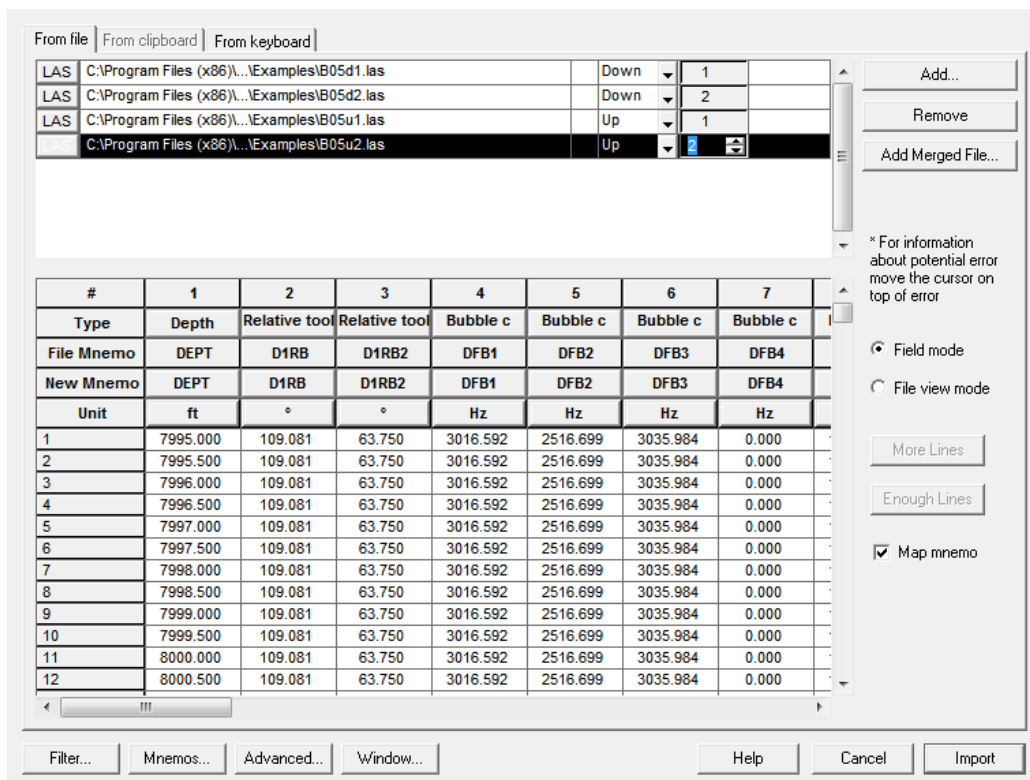 From file From clipboard From keyboard
LAS C:\Program Files (x86)\...\Examples\B05d1.las Down 1
LAS C:\Program Files (x86)\...\Examples\B05d2.las Down 2
LAS C:\Program Files (x86)\...\Examples\B05u1.las Up 1
LAS C:\Program Files (x86)\...\Examples\B05u2.las Up 2
Add...
Remove
Add Merged File...
* For information
about potential error
move the cursor on
top of error
Field mode
File view mode
More Lines
Enough Lines
Map mnemo
# 1 2 3 4 5 6 7
Type Depth Relative tool Relative tool Bubble c Bubble c Bubble c Bubble c
File Mnemo DEPT D1RB D1RB2 DFB1 DFB2 DFB3 DFB4
New Mnemo DEPT D1RB D1RB2 DFB1 DFB2 DFB3 DFB4
Unit ft ° ° Hz Hz Hz Hz
1 7995.000 109.081 63.750 3016.592 2516.699 3035.984 0.000
2 7995.500 109.081 63.750 3016.592 2516.699 3035.984 0.000
3 7996.000 109.081 63.750 3016.592 2516.699 3035.984 0.000
4 7996.500 109.081 63.750 3016.592 2516.699 3035.984 0.000
5 7997.000 109.081 63.750 3016.592 2516.699 3035.984 0.000
6 7997.500 109.081 63.750 3016.592 2516.699 3035.984 0.000
7 7998.000 109.081 63.750 3016.592 2516.699 3035.984 0.000
8 7998.500 109.081 63.750 3016.592 2516.699 3035.984 0.000
9 7999.000 109.081 63.750 3016.592 2516.699 3035.984 0.000
10 7999.500 109.081 63.750 3016.592 2516.699 3035.984 0.000
11 8000.000 109.081 63.750 3016.592 2516.699 3035.984 0.000
12 8000.500 109.081 63.750 3016.592 2516.699 3035.984 0.000
Filter... Mnemos... Advanced... Window... Help Cancel Import